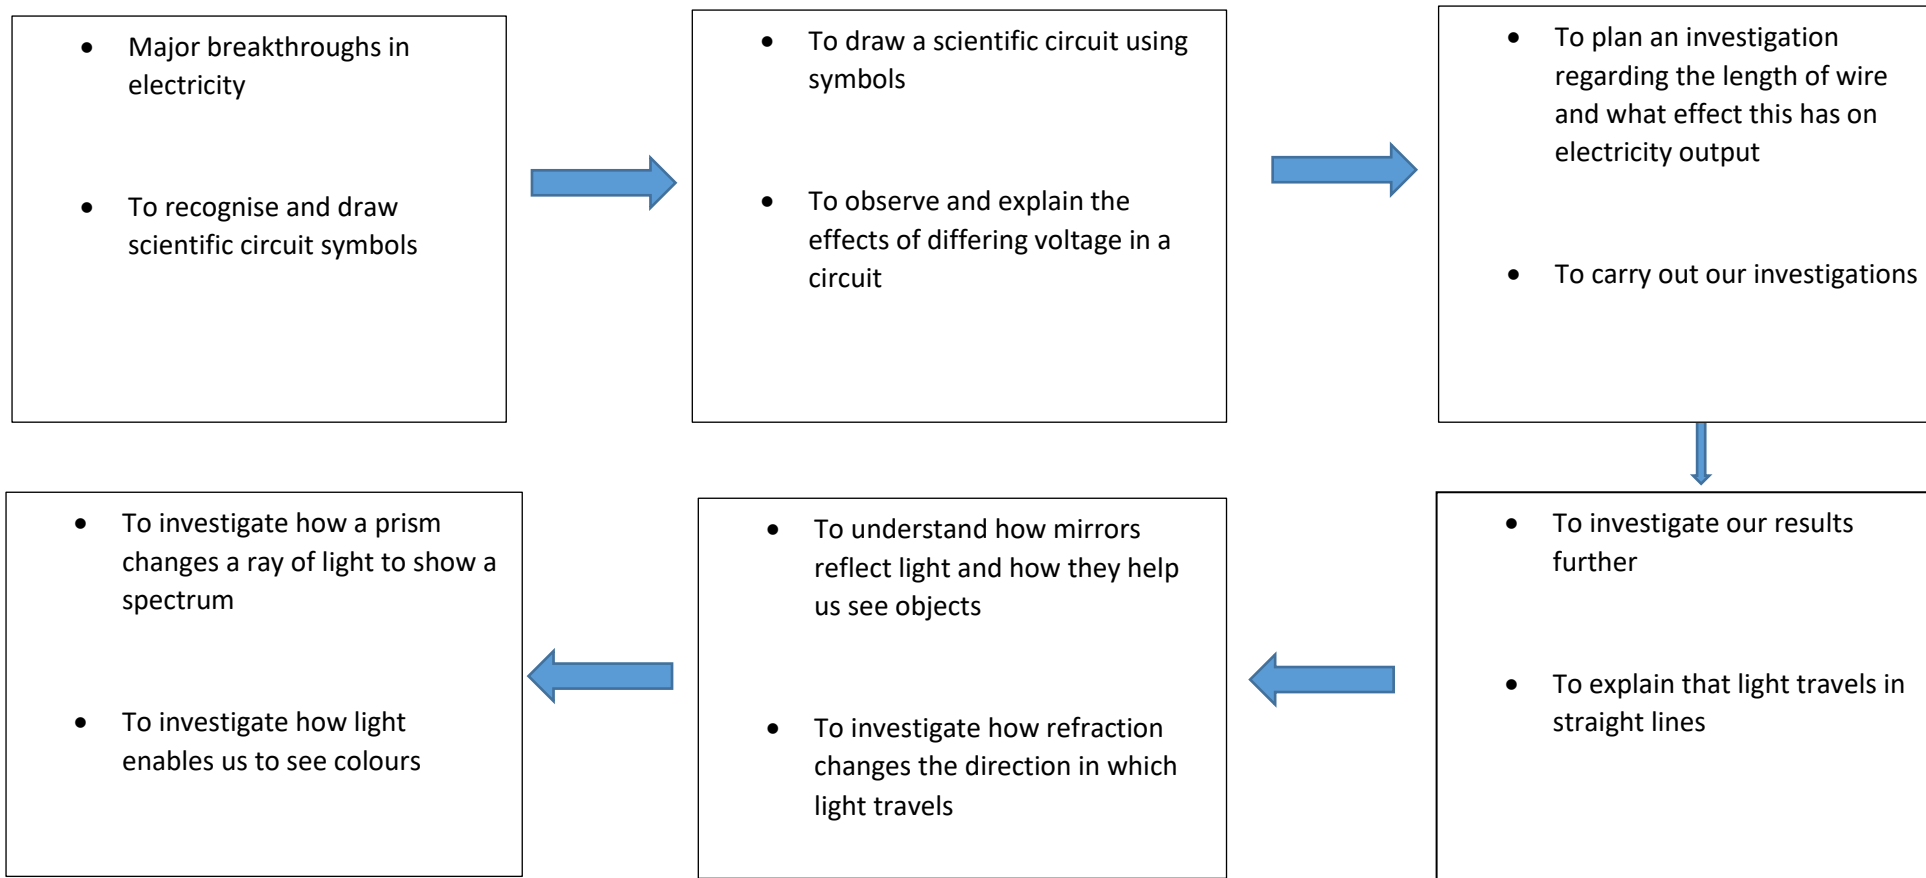 Major breakthroughs in
electricity
To recognise and draw
scientific circuit symbols
To draw a scientific circuit using
symbols
To observe and explain the
effects of differing voltage in a
circuit
To plan an investigation
regarding the length of wire
and what effect this has on
electricity output
To carry out our investigations
To investigate our results
further
To explain that light travels in
straight lines
To understand how mirrors
reflect light and how they help
us see objects
To investigate how refraction
changes the direction in which
light travels
To investigate how a prism
changes a ray of light to show a
spectrum
To investigate how light
enables us to see colours